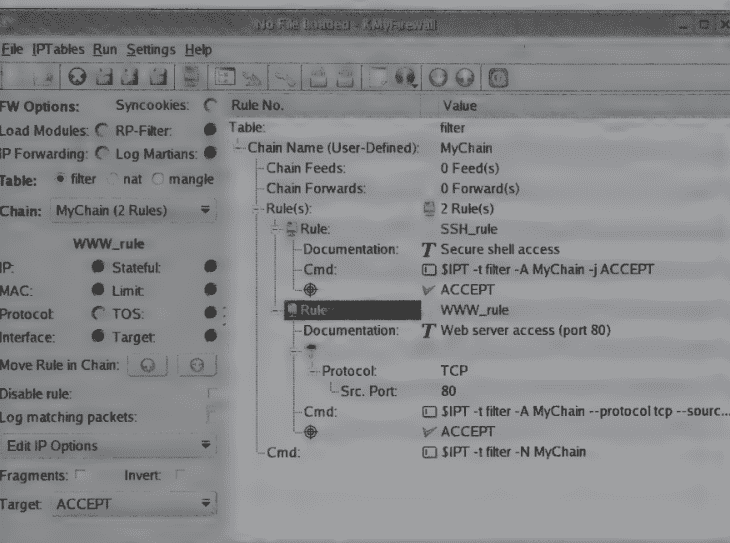 No File loaded - KMyFirewall
File IPTables Run Settings Help
FW Options: Syncookies:
Load Modules: RP-Filter:
IP Forwarding: Log Martians:
Table: filter nat mangle
Chain: MyChain (2 Rules)
WWW_rule
IP: Stateful:
MAC: Limit:
Protocol: TOS:
Interface: Target:
Move Rule in Chain:
Disable rule:
Log matching packets:
Edit IP Options
Fragments: Invert:
Target: ACCEPT
Rule No. Value
Table: filter
Chain Name (User-Defined): MyChain
Chain Feeds: 0 Feed(s)
Chain Forwards: 0 Forward(s)
Rule(s): 2 Rule(s)
Rule: SSH_rule
Documentation: Secure shell access
Cmd: $IPT -t filter -A MyChain -j ACCEPT
ACCEPT
Rule WWW_rule
Documentation: Web server access (port 80)
Protocol: TCP
Src. Port: 80
Cmd: $IPT -t filter -A MyChain --protocol tcp --sourc...
ACCEPT
Cmd: $IPT -t filter -N MyChain